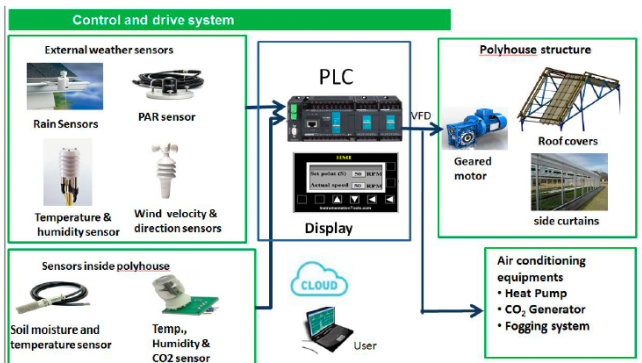 Control and drive system
External weather sensors
Rain Sensors
PAR sensor
Temperature &
humidity sensor
Wind velocity &
direction sensors
Sensors inside polyhouse
Soil moisture and
temperature sensor
Temp.,
Humidity &
CO2 sensor
PLC
HMI
Set point (S) 50 RPM
Actual speed 50 RPM
InstrumentationTools.com
Display
CLOUD
User
VFD
Polyhouse structure
Geared
motor
Roof covers
side curtains
Air conditioning
equipments
• Heat Pump
• CO₂ Generator
• Fogging system